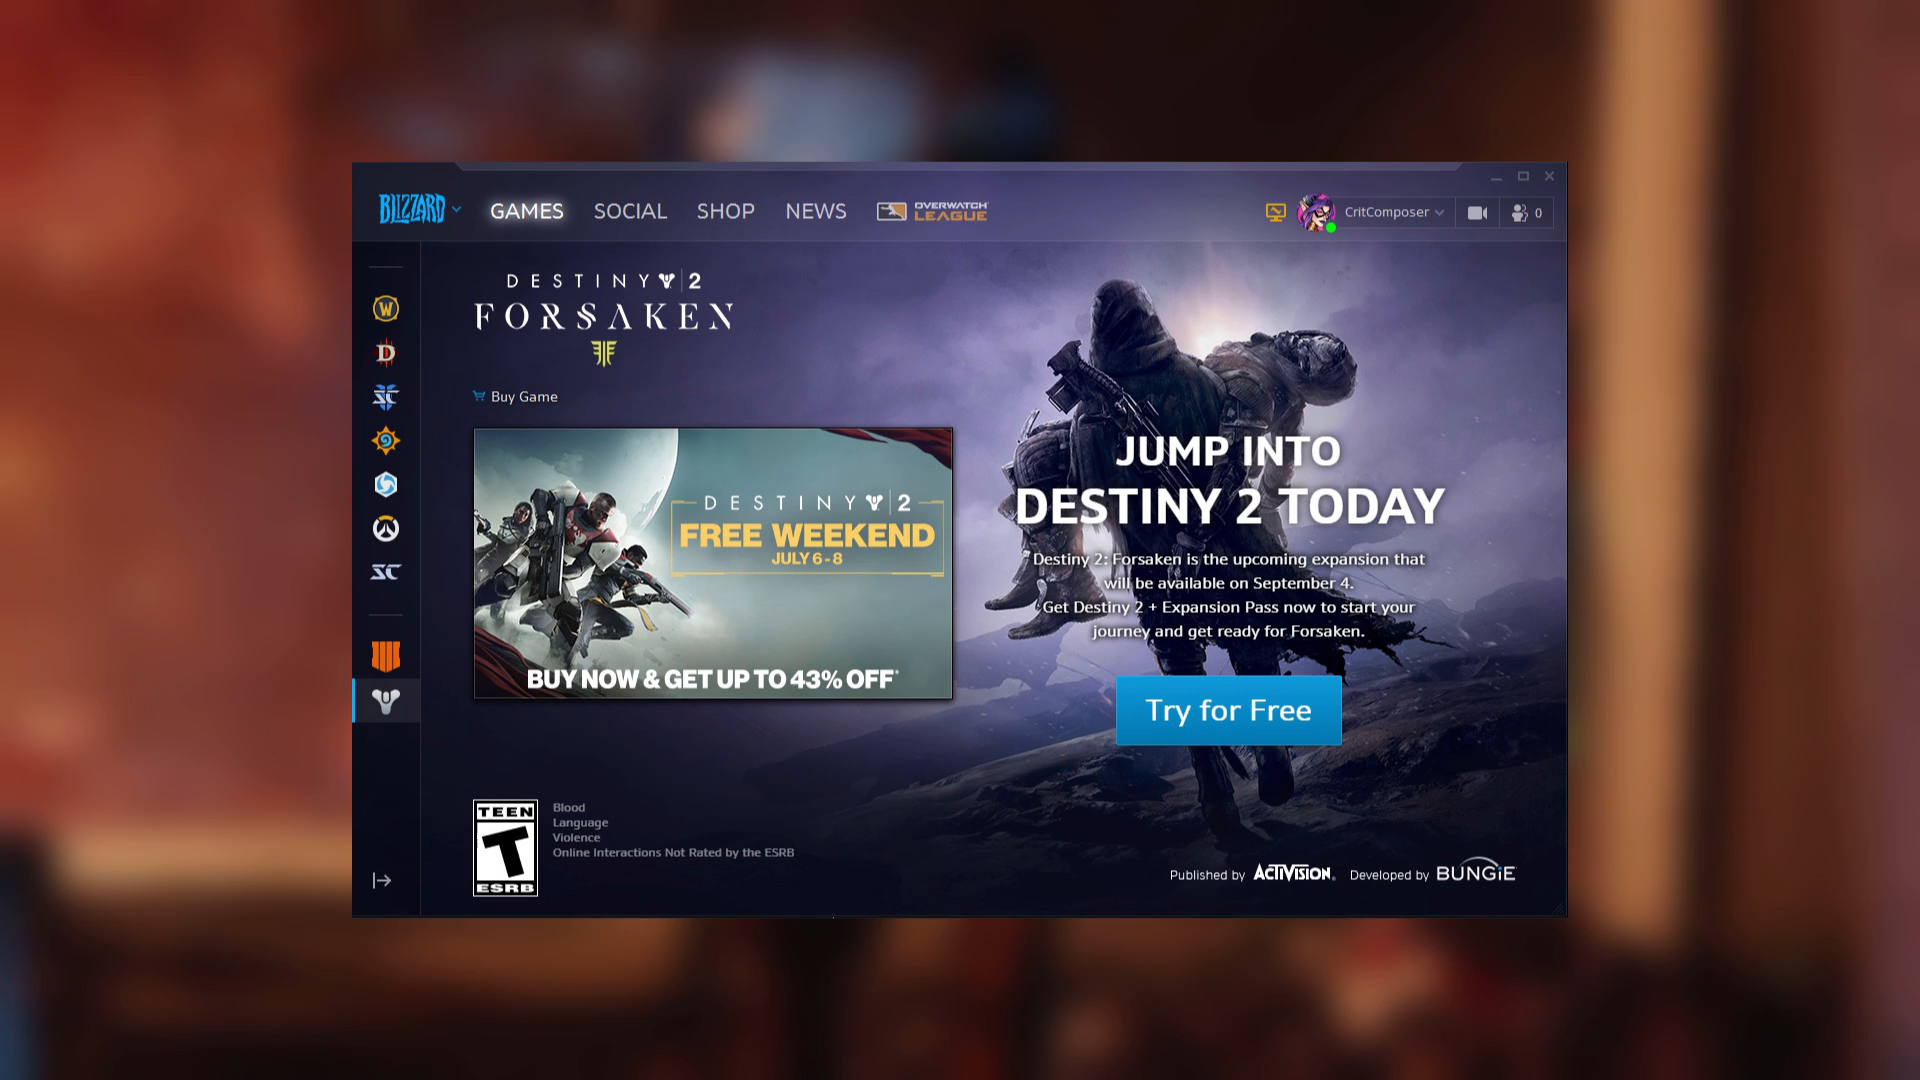 BLIZZARD
GAMES
SOCIAL
SHOP
NEWS
OVERWATCH
LEAGUE
CritComposer
0
DESTINY 2
FORSAKEN
Buy Game
DESTINY 2
FREE WEEKEND
JULY 6-8
BUY NOW & GET UP TO 43% OFF*
JUMP INTO
DESTINY 2 TODAY
Destiny 2: Forsaken is the upcoming expansion that
will be available on September 4.
Get Destiny 2 + Expansion Pass now to start your
journey and get ready for Forsaken.
Try for Free
W
D
SC
SC
TEEN
T
ESRB
Blood
Language
Violence
Online Interactions Not Rated by the ESRB
Published by ACTIVISION. Developed by BUNGiE